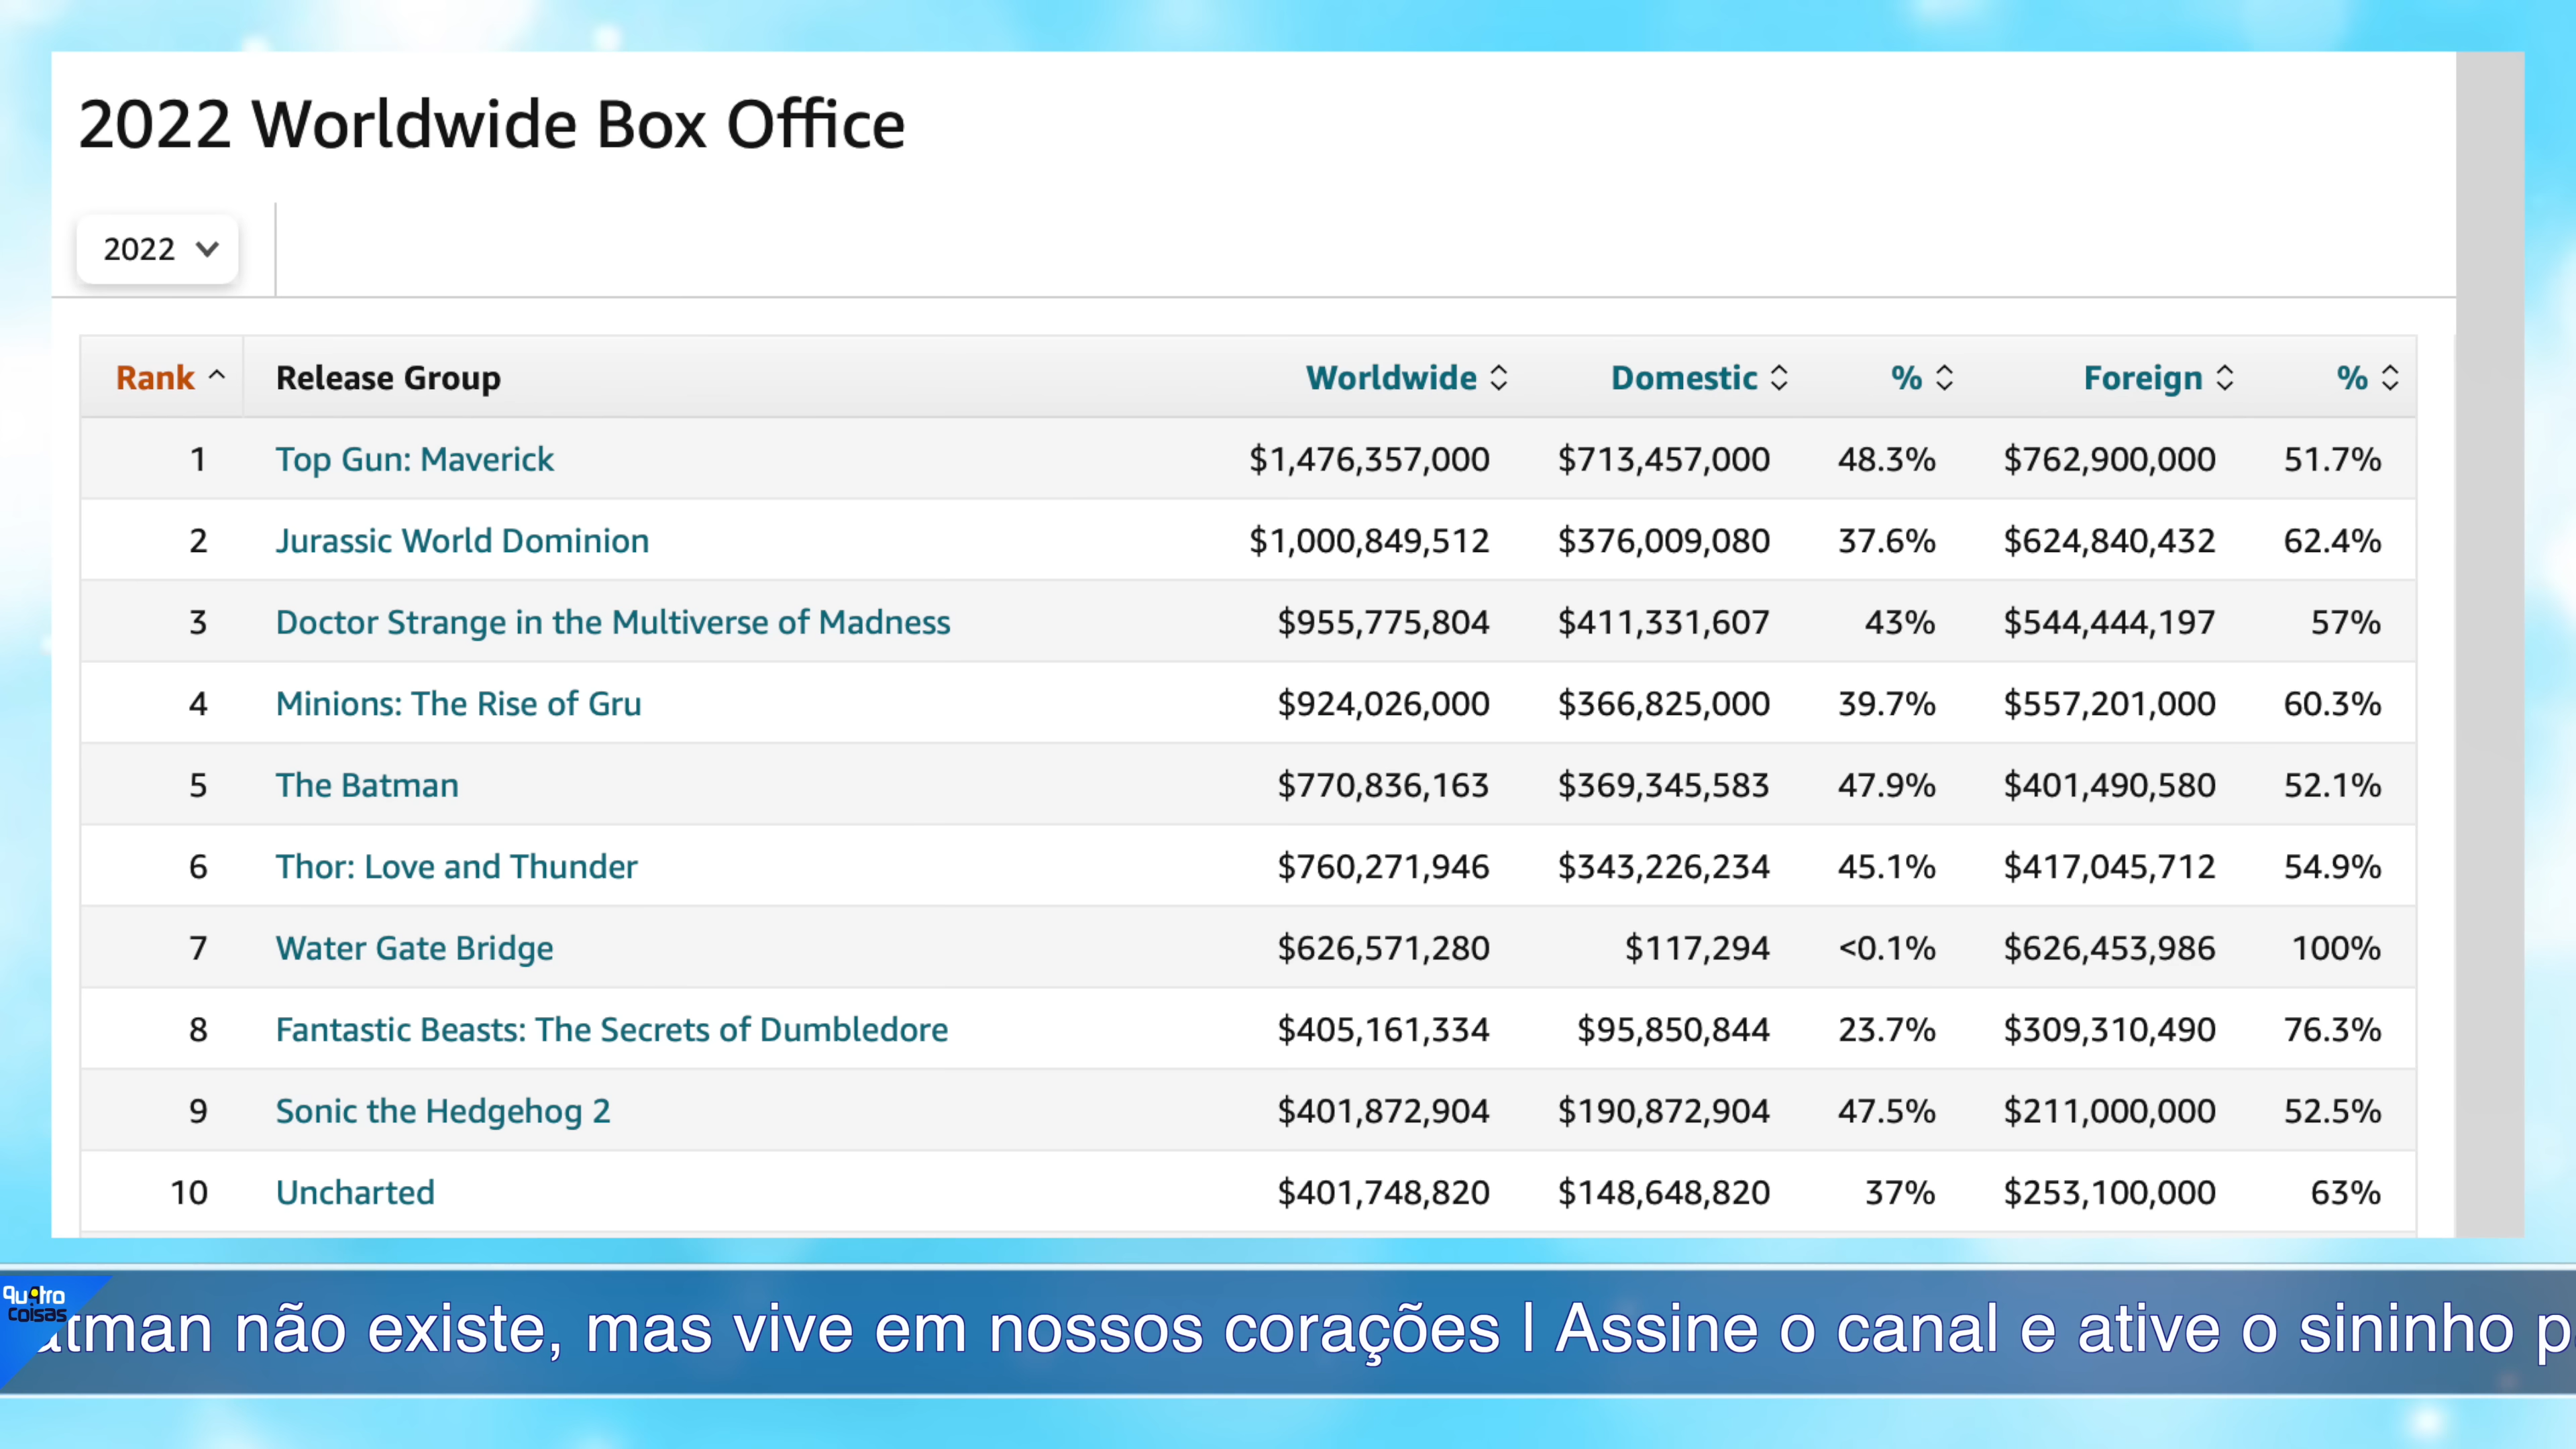 2022 Worldwide Box Office
2022
Rank Release Group Worldwide Domestic % Foreign %
1 Top Gun: Maverick $1,476,357,000 $713,457,000 48.3% $762,900,000 51.7%
2 Jurassic World Dominion $1,000,849,512 $376,009,080 37.6% $624,840,432 62.4%
3 Doctor Strange in the Multiverse of Madness $955,775,804 $411,331,607 43% $544,444,197 57%
4 Minions: The Rise of Gru $924,026,000 $366,825,000 39.7% $557,201,000 60.3%
5 The Batman $770,836,163 $369,345,583 47.9% $401,490,580 52.1%
6 Thor: Love and Thunder $760,271,946 $343,226,234 45.1% $417,045,712 54.9%
7 Water Gate Bridge $626,571,280 $117,294 <0.1% $626,453,986 100%
8 Fantastic Beasts: The Secrets of Dumbledore $405,161,334 $95,850,844 23.7% $309,310,490 76.3%
9 Sonic the Hedgehog 2 $401,872,904 $190,872,904 47.5% $211,000,000 52.5%
10 Uncharted $401,748,820 $148,648,820 37% $253,100,000 63%
qu4tro
coisas
atman não existe, mas vive em nossos corações | Assine o canal e ative o sininho p